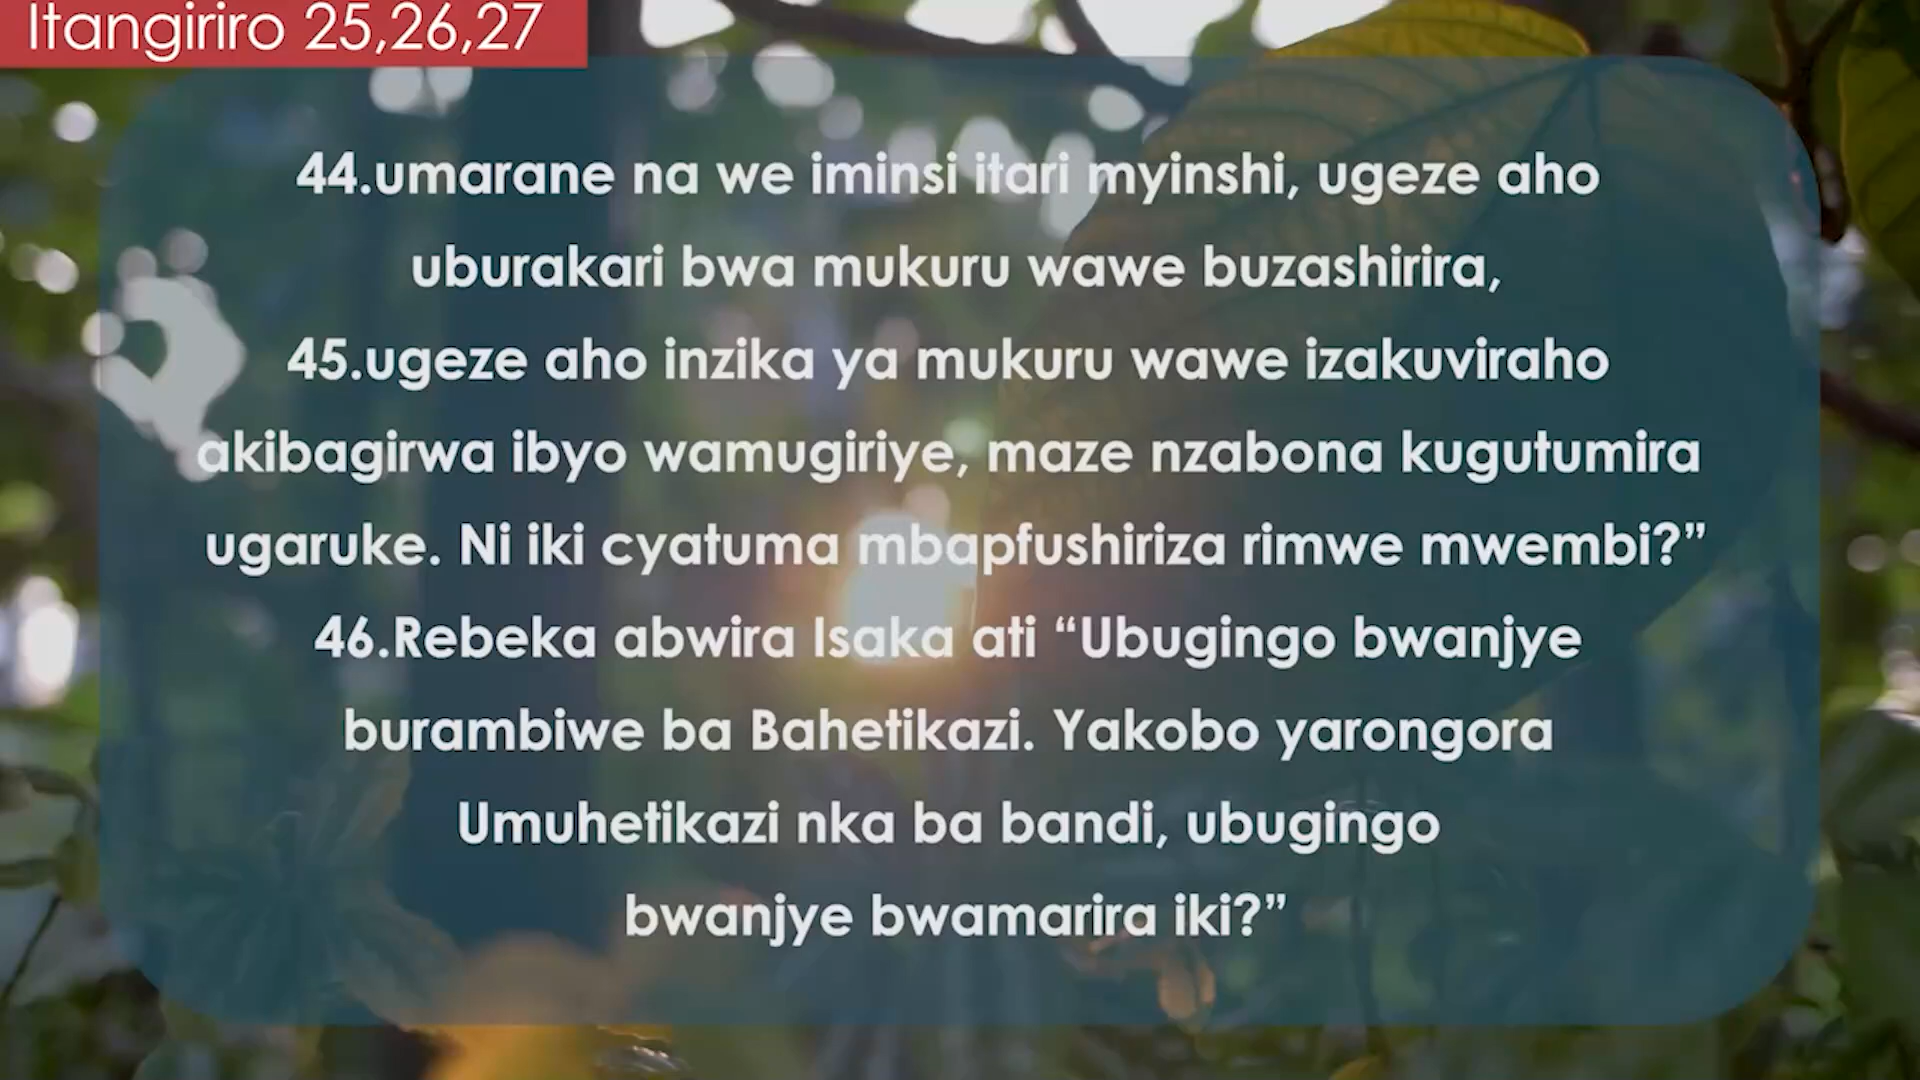 Itangiriro 25,26,27
44.umarane na we iminsi itari myinshi, ugeze aho
uburakari bwa mukuru wawe buzashirira,
45.ugeze aho inzika ya mukuru wawe izakuviraho
akibagirwa ibyo wamugiriye, maze nzabona kugutumira
ugaruke. Ni iki cyatuma mbapfushiriza rimwe mwembi?”
46.Rebeka abwira Isaka ati “Ubugingo bwanjye
burambiwe ba Bahetikazi. Yakobo yarongora
Umuhetikazi nka ba bandi, ubugingo
bwanjye bwamarira iki?”